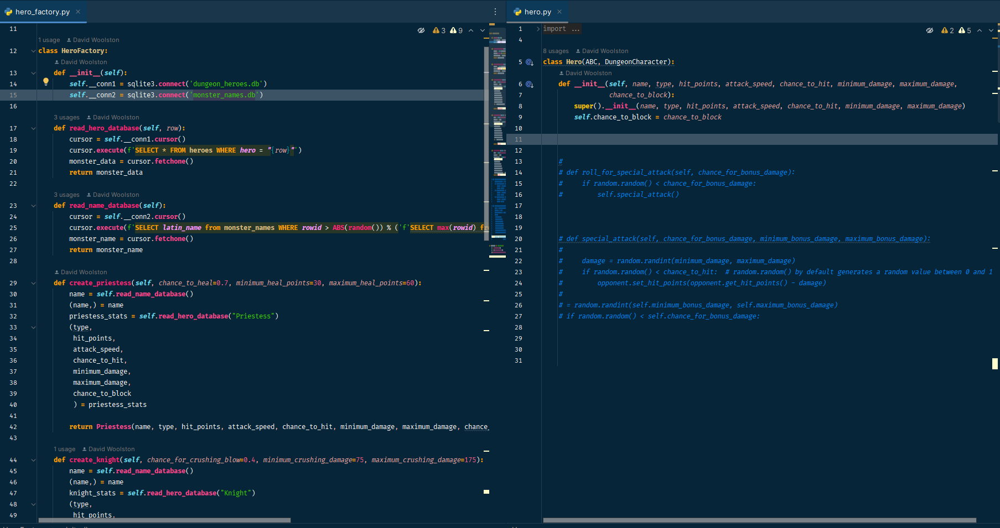 hero_factory.py
3 9
11
1 usage David Woolston
12 class HeroFactory:
David Woolston
13 def __init__(self):
14 self.__conn1 = sqlite3.connect('dungeon_heroes.db')
15 self.__conn2 = sqlite3.connect('monster_names.db')
16
3 usages David Woolston
17 def read_hero_database(self, row):
18 cursor = self.__conn1.cursor()
19 cursor.execute(f'SELECT * FROM heroes WHERE hero = "{row}"')
20 monster_data = cursor.fetchone()
21 return monster_data
22
3 usages David Woolston
23 def read_name_database(self):
24 cursor = self.__conn2.cursor()
25 cursor.execute(f'SELECT latin_name from monster_names WHERE rowid > ABS(random()) % ('f'SELECT max(rowid) fr
26 monster_name = cursor.fetchone()
27 return monster_name
28
David Woolston
29 def create_priestess(self, chance_to_heal=0.7, minimum_heal_points=30, maximum_heal_points=60):
30 name = self.read_name_database()
31 (name,) = name
32 priestess_stats = self.read_hero_database("Priestess")
33 (type,
34 hit_points,
35 attack_speed,
36 chance_to_hit,
37 minimum_damage,
38 maximum_damage,
39 chance_to_block
40 ) = priestess_stats
41
42 return Priestess(name, type, hit_points, attack_speed, chance_to_hit, minimum_damage, maximum_damage, chance_
43
1 usage David Woolston
44 def create_knight(self, chance_for_crushing_blow=0.4, minimum_crushing_damage=75, maximum_crushing_damage=175):
45 name = self.read_name_database()
46 (name,) = name
47 knight_stats = self.read_hero_database("Knight")
48 (type,
49 hit_points,
hero.py
2 5
1 import ...
4
8 usages David Woolston
5 class Hero(ABC, DungeonCharacter):
David Woolston
6 def __init__(self, name, type, hit_points, attack_speed, chance_to_hit, minimum_damage, maximum_damage,
7 chance_to_block):
8 super().__init__(name, type, hit_points, attack_speed, chance_to_hit, minimum_damage, maximum_damage)
9 self.chance_to_block = chance_to_block
10
11
12
13 #
14 # def roll_for_special_attack(self, chance_for_bonus_damage):
15 # if random.random() < chance_for_bonus_damage:
16 # self.special_attack()
17
18
19
20 # def special_attack(self, chance_for_bonus_damage, minimum_bonus_damage, maximum_bonus_damage):
21 #
22 # damage = random.randint(minimum_damage, maximum_damage)
23 # if random.random() < chance_to_hit: # random.random() by default generates a random value between 0 and 1
24 # opponent.set_hit_points(opponent.get_hit_points() - damage)
25 #
26 # = random.randint(self.minimum_bonus_damage, self.maximum_bonus_damage)
27 # if random.random() < self.chance_for_bonus_damage:
28
29
30
31